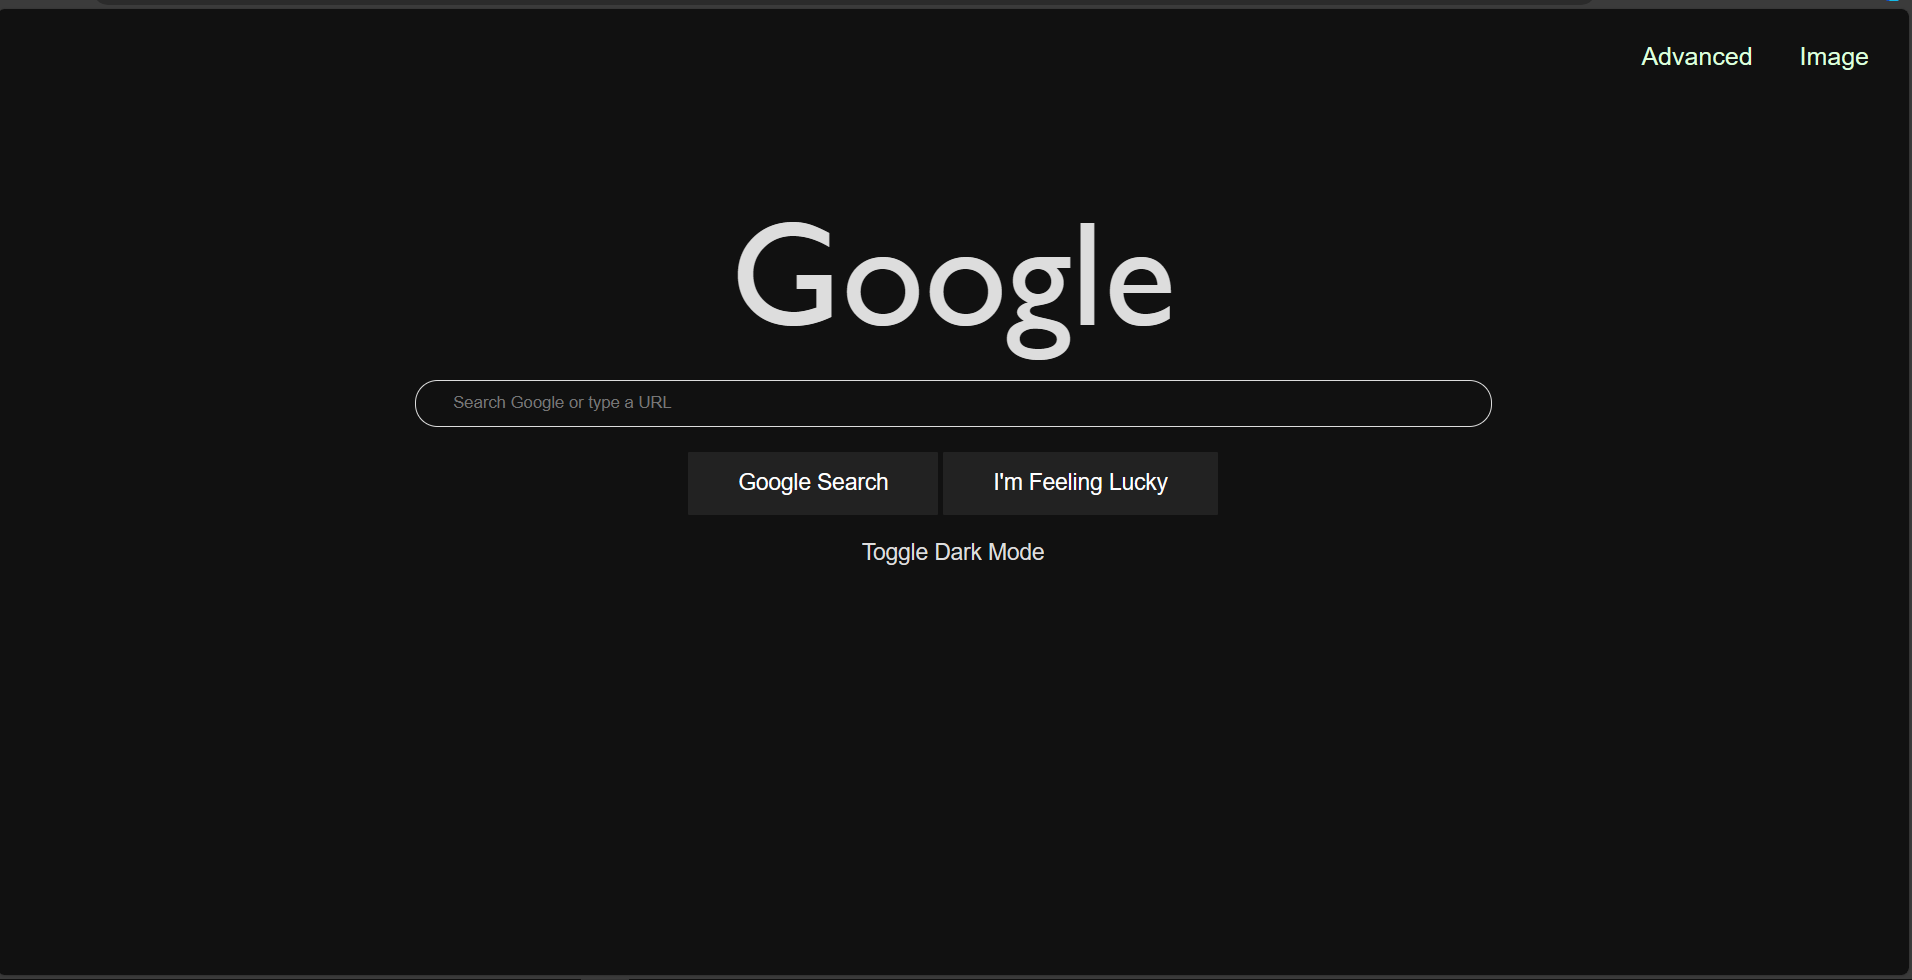 Advanced Image
Google
Search Google or type a URL
Google Search I'm Feeling Lucky
Toggle Dark Mode